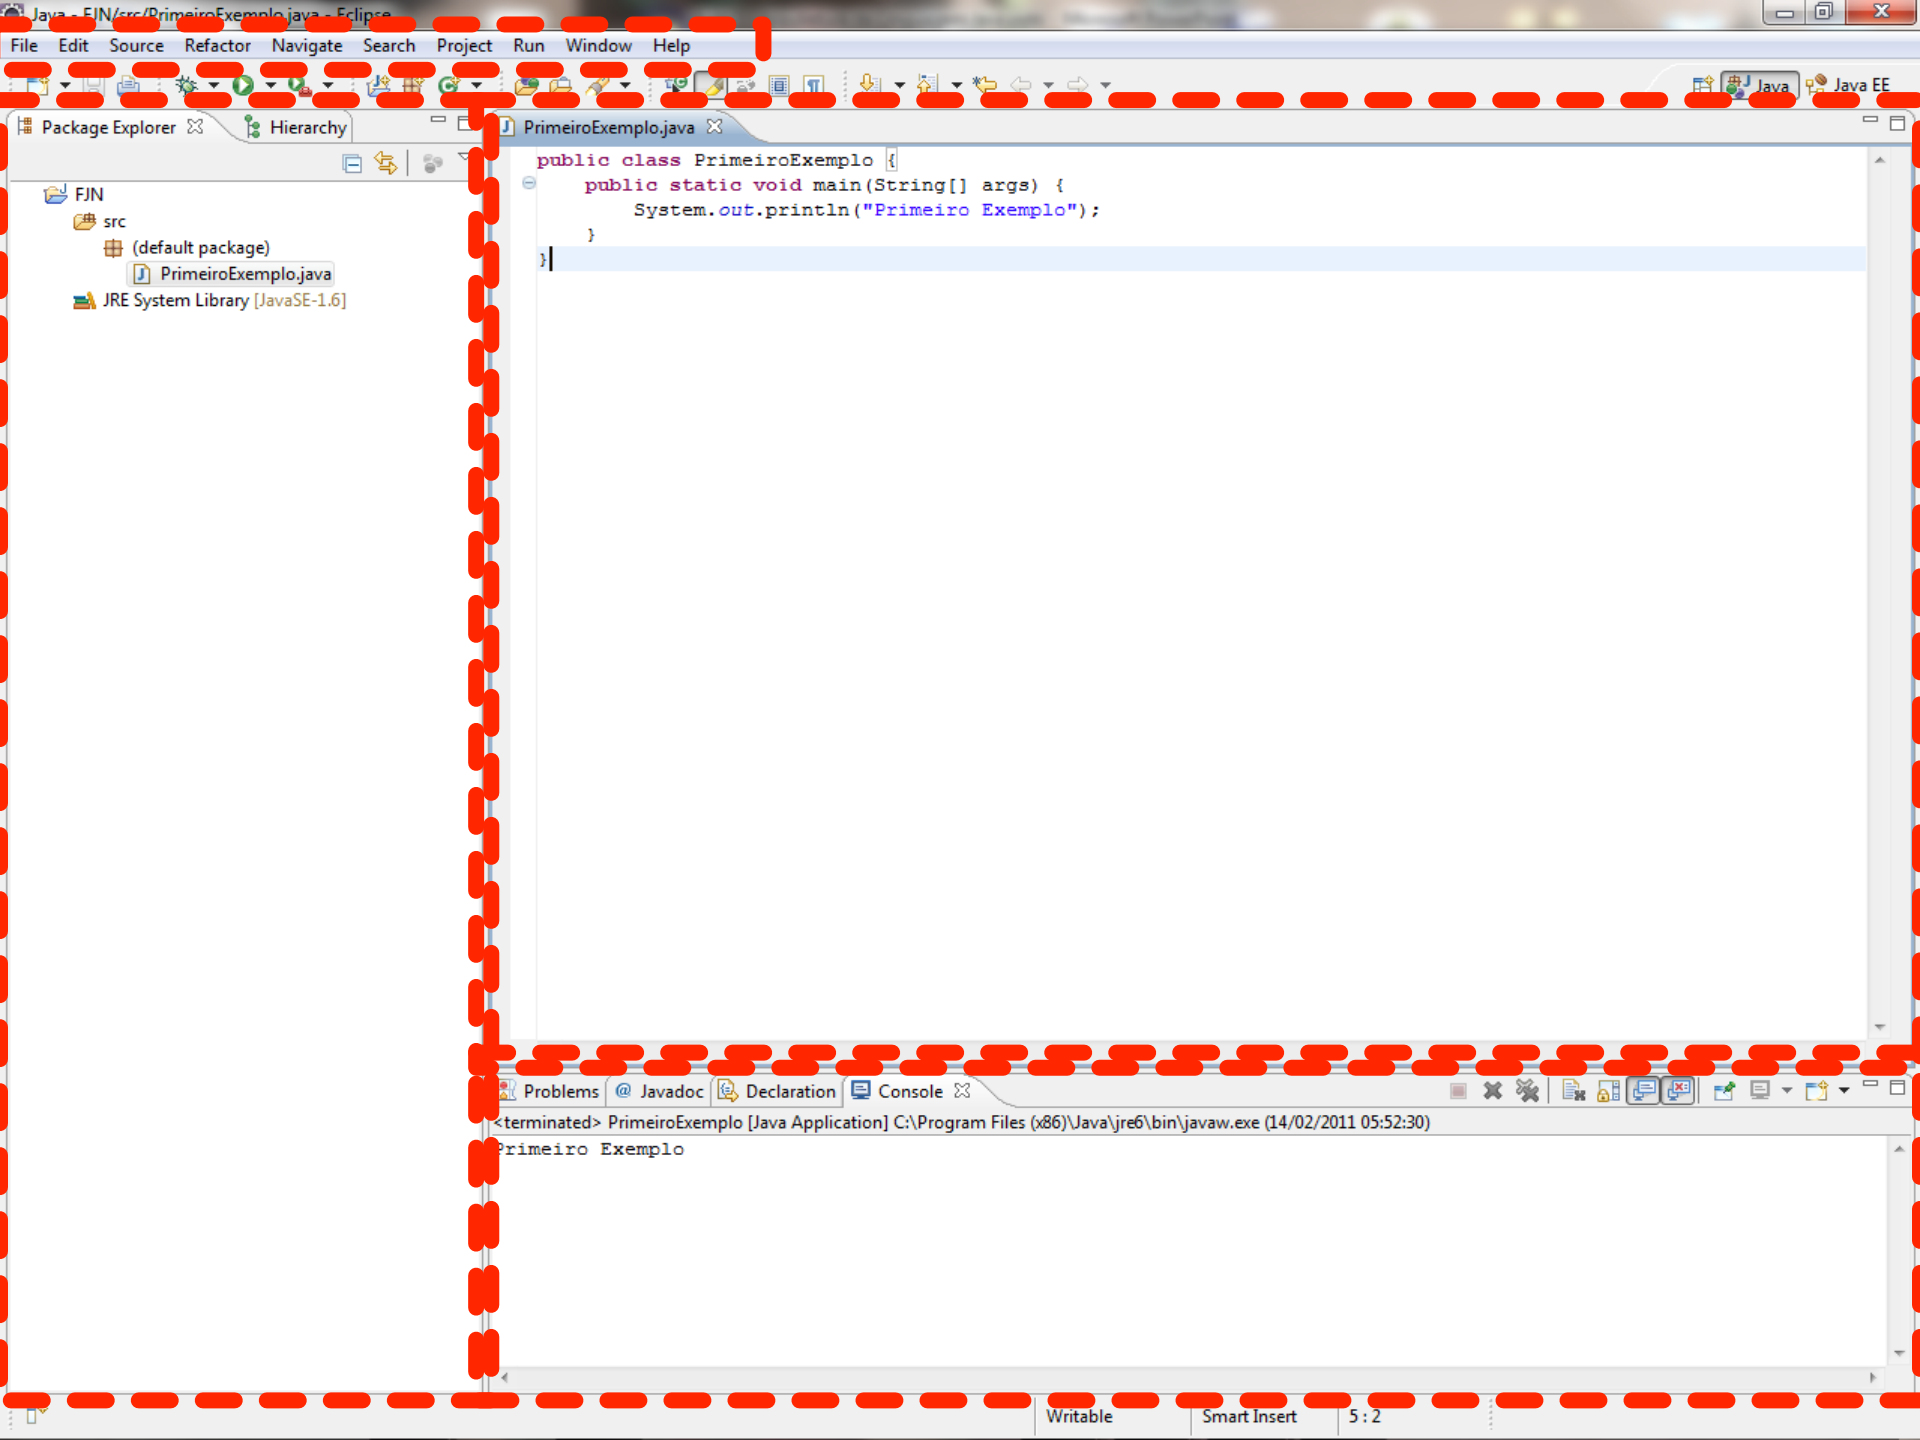 Java - FJN/src/PrimeiroExemplo.java - Eclipse
File Edit Source Refactor Navigate Search Project Run Window Help
Java Java EE
Package Explorer Hierarchy
FJN
src
(default package)
PrimeiroExemplo.java
JRE System Library [JavaSE-1.6]
PrimeiroExemplo.java
public class PrimeiroExemplo {
public static void main(String[] args) {
System.out.println("Primeiro Exemplo");
}
}
Problems @ Javadoc Declaration Console
<terminated> PrimeiroExemplo [Java Application] C:\Program Files (x86)\Java\jre6\bin\javaw.exe (14/02/2011 05:52:30)
Primeiro Exemplo
Writable Smart Insert 5 : 2